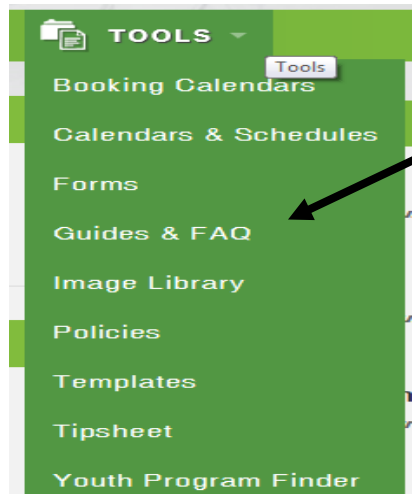 TOOLS
Tools
Booking Calendars
Calendars & Schedules
Forms
Guides & FAQ
Image Library
Policies
Templates
Tipsheet
Youth Program Finder